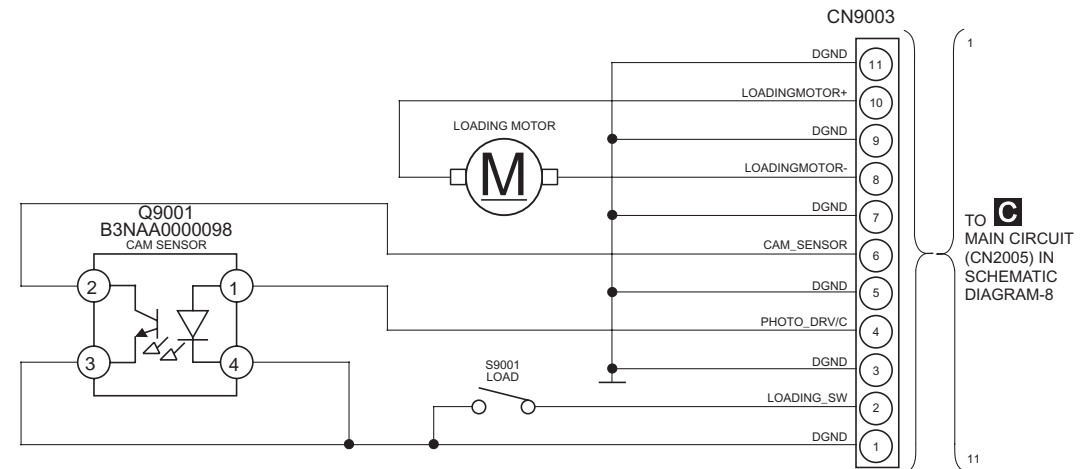 CN9003
DGND
11
LOADINGMOTOR+
10
LOADING MOTOR
M
DGND
9
LOADINGMOTOR-
8
DGND
7
Q9001
B3NAA0000098
CAM SENSOR
2
1
3
4
CAM_SENSOR
6
DGND
5
PHOTO_DRV/C
4
DGND
3
S9001
LOAD
LOADING_SW
2
DGND
1
1
TO C
MAIN CIRCUIT
(CN2005) IN
SCHEMATIC
DIAGRAM-8
11